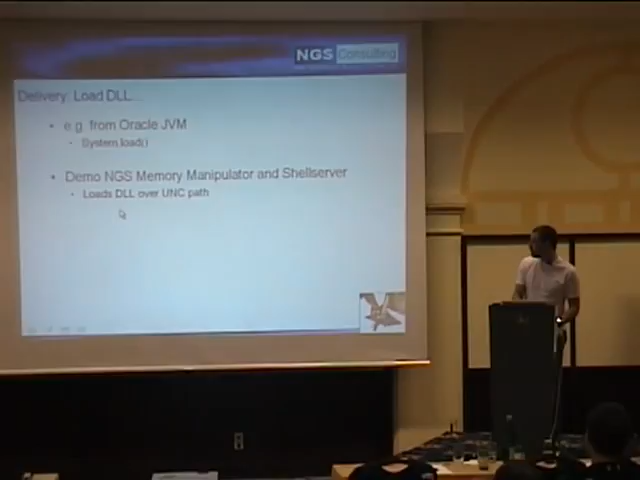 NGS Consulting
Delivery: Load DLL...
• e.g. from Oracle JVM
• System.load()
• Demo NGS Memory Manipulator and Shellserver
• Loads DLL over UNC path